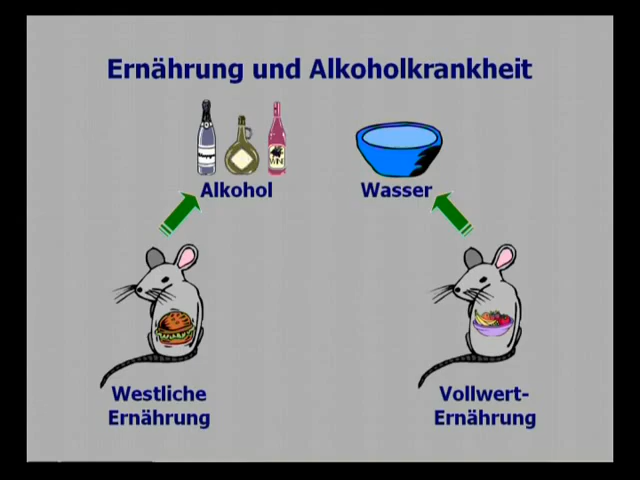 Ernährung und Alkoholkrankheit
Alkohol
Wasser
Westliche
Ernährung
Vollwert-
Ernährung